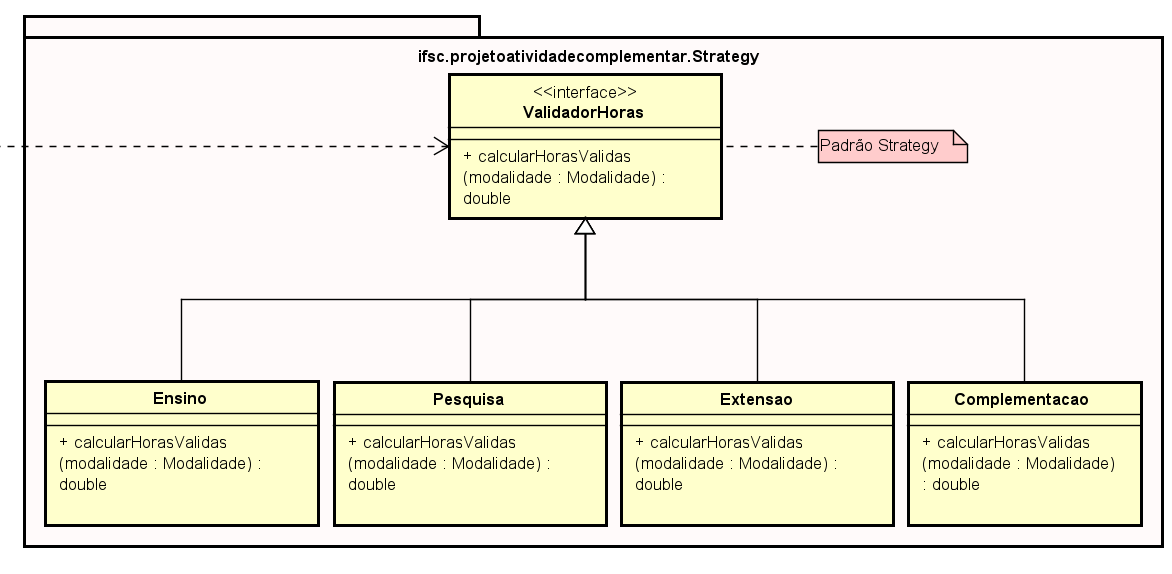 ifsc.projetoatividadecomplementar.Strategy
<<interface>>
ValidadorHoras
+ calcularHorasValidas
(modalidade : Modalidade) :
double
Padrão Strategy
Ensino
+ calcularHorasValidas
(modalidade : Modalidade) :
double
Pesquisa
+ calcularHorasValidas
(modalidade : Modalidade) :
double
Extensao
+ calcularHorasValidas
(modalidade : Modalidade) :
double
Complementacao
+ calcularHorasValidas
(modalidade : Modalidade)
: double